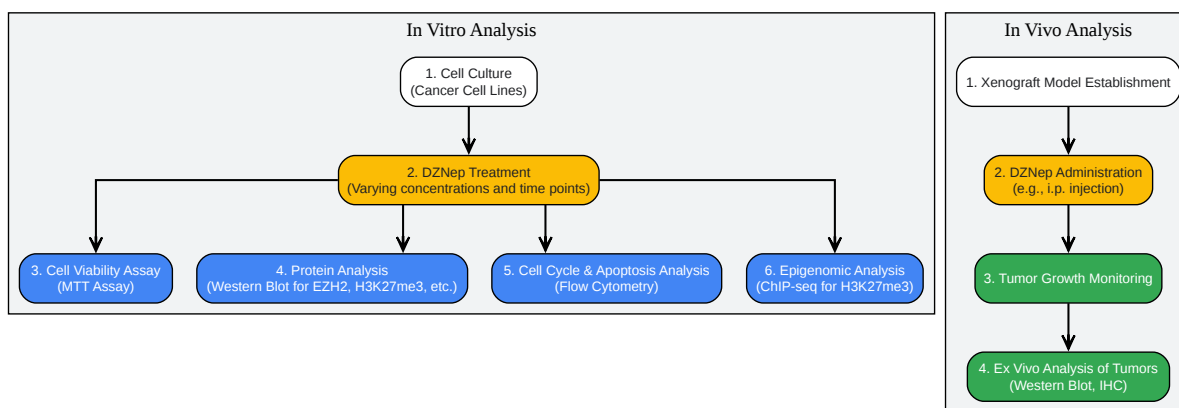 In Vitro Analysis
1. Cell Culture
(Cancer Cell Lines)
2. DZNep Treatment
(Varying concentrations and time points)
3. Cell Viability Assay
(MTT Assay)
4. Protein Analysis
(Western Blot for EZH2, H3K27me3, etc.)
5. Cell Cycle & Apoptosis Analysis
(Flow Cytometry)
6. Epigenomic Analysis
(ChIP-seq for H3K27me3)
In Vivo Analysis
1. Xenograft Model Establishment
2. DZNep Administration
(e.g., i.p. injection)
3. Tumor Growth Monitoring
4. Ex Vivo Analysis of Tumors
(Western Blot, IHC)